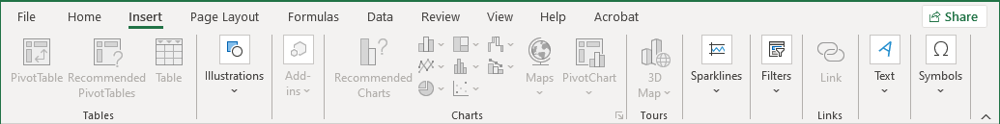 File Home Insert Page Layout Formulas Data Review View Help Acrobat Share
PivotTable Recommended PivotTables Table Illustrations Add-ins Recommended Charts Maps PivotChart 3D Map Sparklines Filters Link Text Symbols
Tables Charts Tours Links